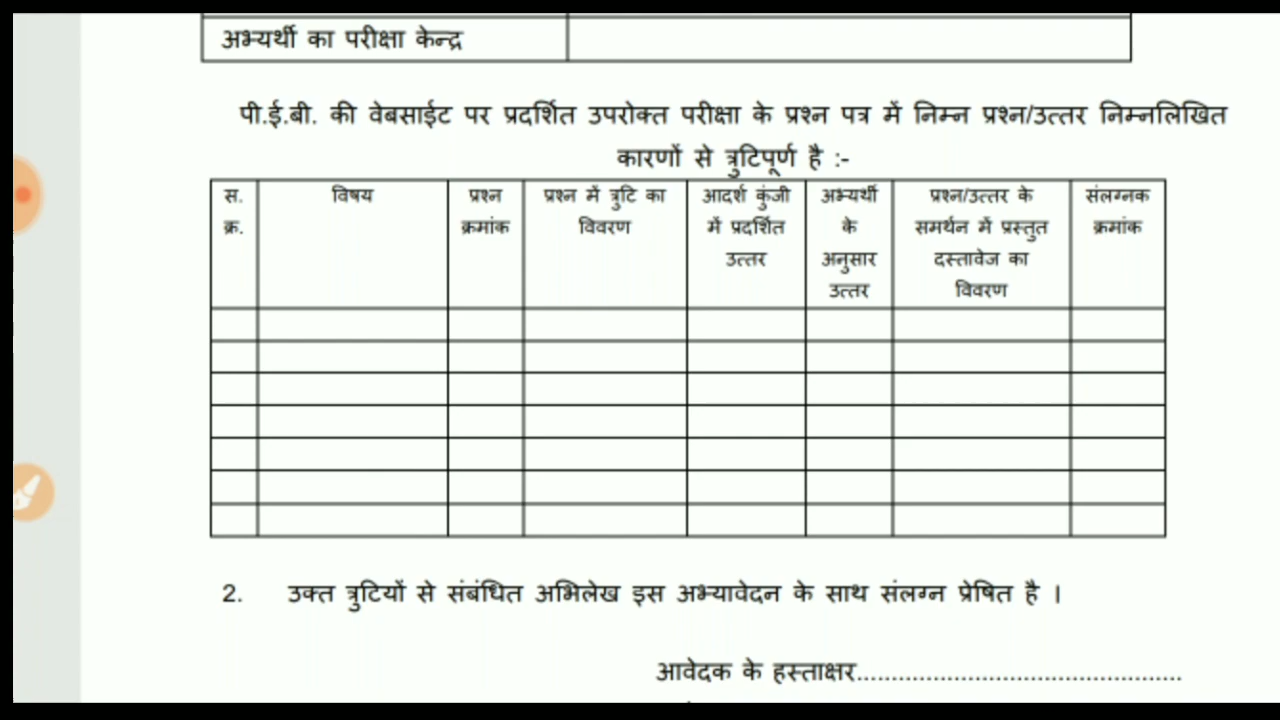 अभ्यर्थी का परीक्षा केन्द्र
पी.ई.बी. की वेबसाईट पर प्रदर्शित उपरोक्त परीक्षा के प्रश्न पत्र में निम्न प्रश्न/उत्तर निम्नलिखित
कारणों से त्रुटिपूर्ण है :-
स. क्र.
विषय
प्रश्न क्रमांक
प्रश्न में त्रुटि का विवरण
आदर्श कुंजी में प्रदर्शित उत्तर
अभ्यर्थी के अनुसार उत्तर
प्रश्न/उत्तर के समर्थन में प्रस्तुत दस्तावेज का विवरण
संलग्नक क्रमांक
2. उक्त त्रुटियों से संबंधित अभिलेख इस अभ्यावेदन के साथ संलग्न प्रेषित है ।
आवेदक के हस्ताक्षर...............................................